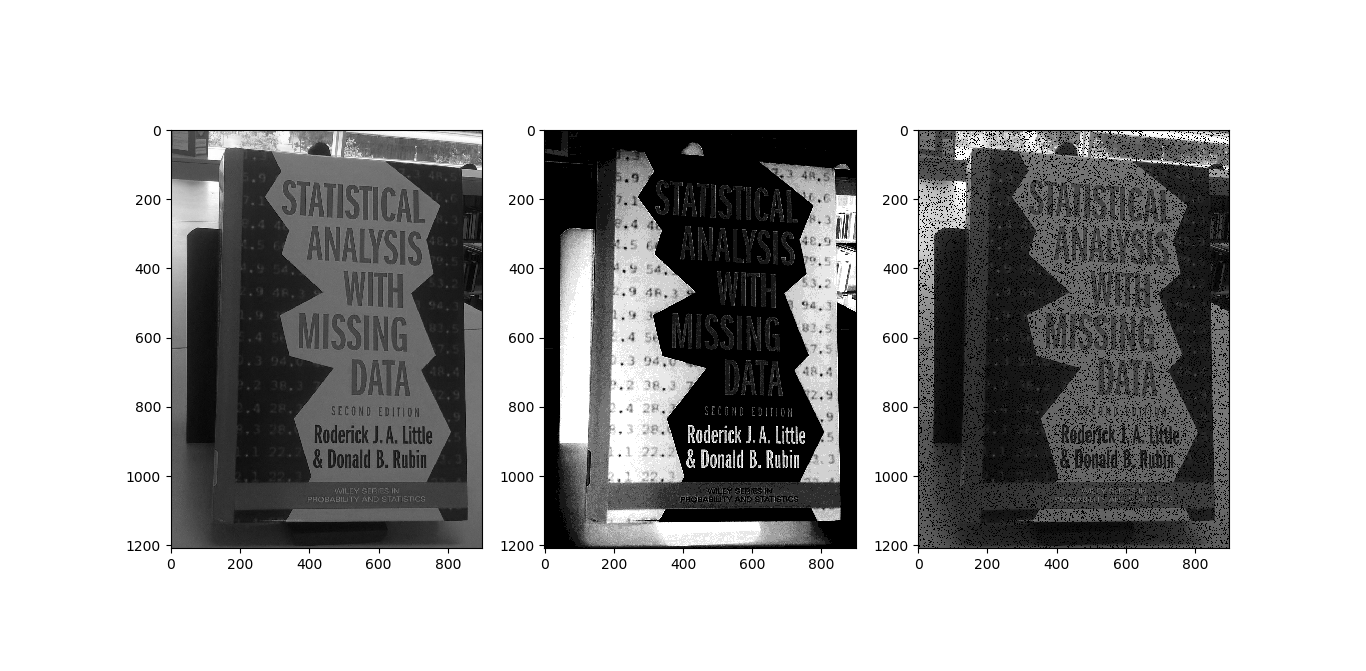 STATISTICAL
ANALYSIS
WITH
MISSING
DATA
SECOND EDITION
Roderick J. A. Little
& Donald B. Rubin
WILEY SERIES IN
PROBABILITY AND STATISTICS
0
200
400
600
800
1000
1200
0 200 400 600 800
STATISTICAL
ANALYSIS
WITH
MISSING
DATA
SECOND EDITION
Roderick J. A. Little
& Donald B. Rubin
WILEY SERIES IN
PROBABILITY AND STATISTICS
0
200
400
600
800
1000
1200
0 200 400 600 800
STATISTICAL
ANALYSIS
WITH
MISSING
DATA
Roderick J. A. Little
& Donald B. Rubin
0
200
400
600
800
1000
1200
0 200 400 600 800